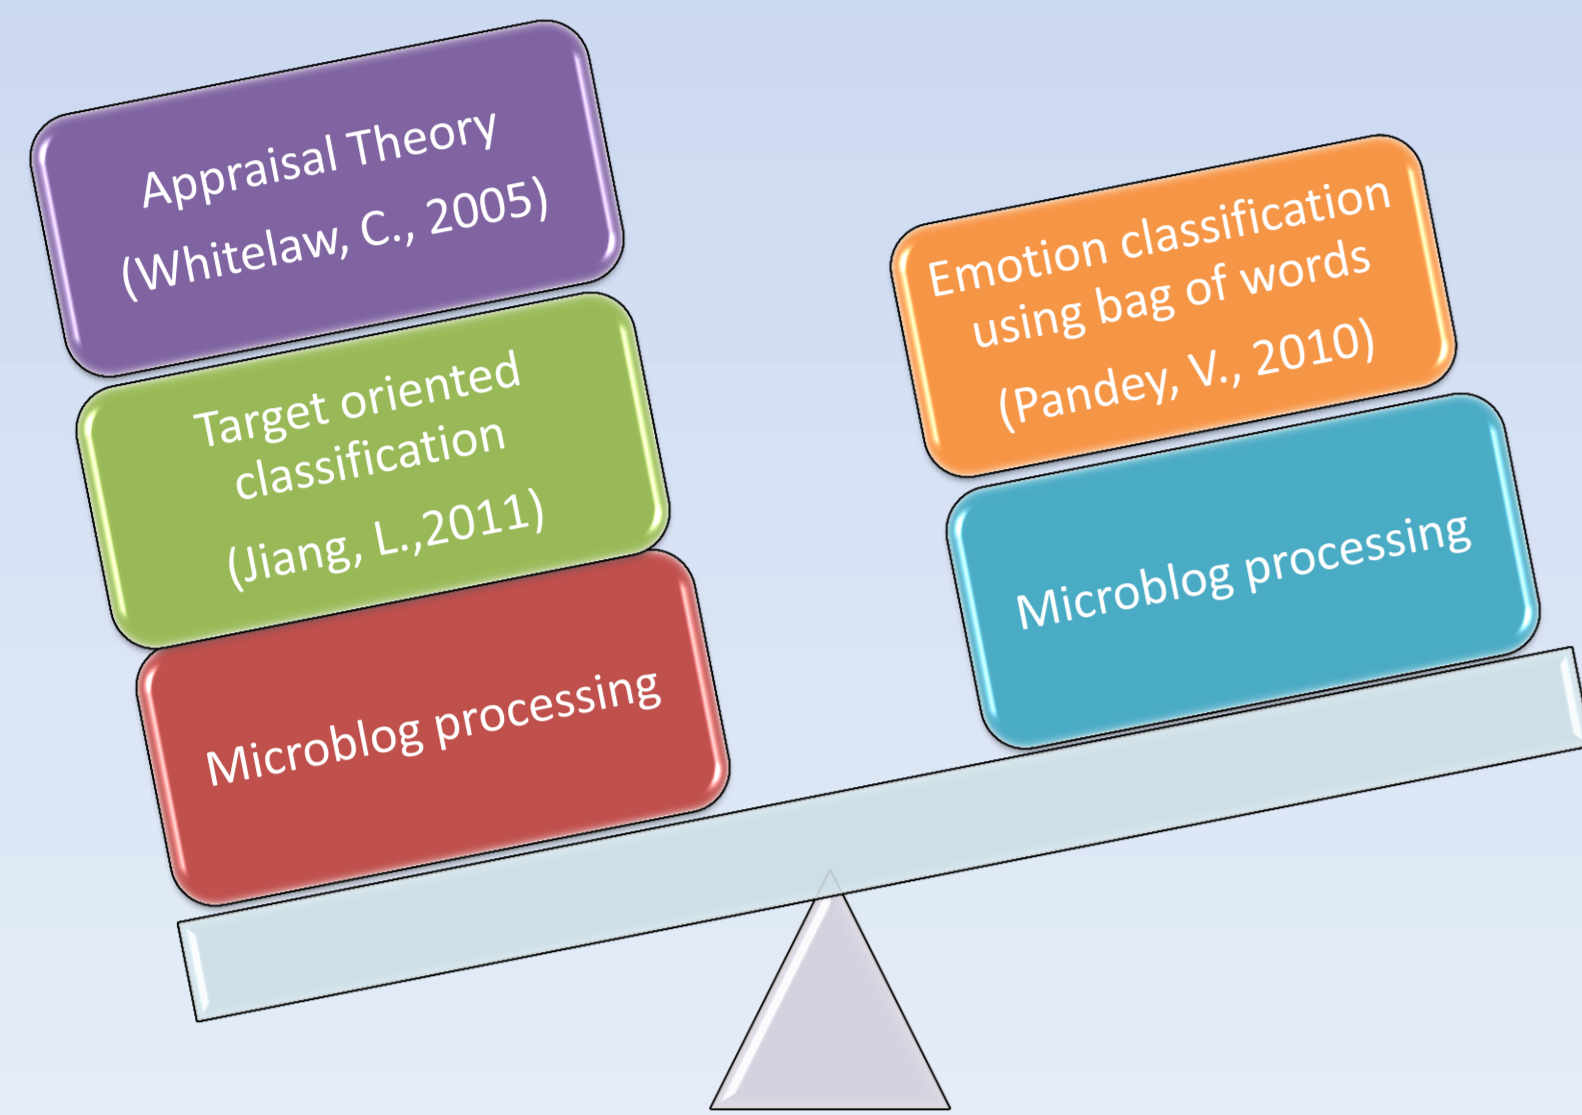 Appraisal Theory
(Whitelaw, C., 2005)
Target oriented
classification
(Jiang, L.,2011)
Microblog processing
Emotion classification
using bag of words
(Pandey, V., 2010)
Microblog processing